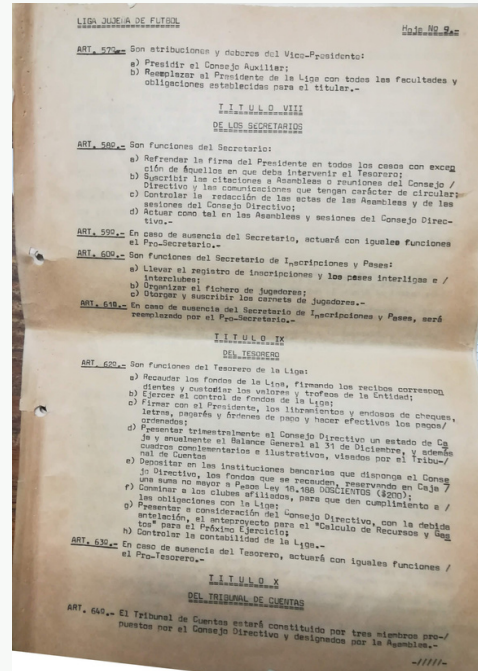 LIGA JUJEÑA DE FUTBOL
Hoja Nº 9.-
ART. 57º.- Son atribuciones y deberes del Vice-Presidente:
a) Presidir el Consejo Auxiliar;
b) Reemplazar al Presidente de la Liga con todas las facultades y
obligaciones establecidas para el titular.-
T I T U L O VIII
DE LOS SECRETARIOS
ART. 58º.- Son funciones del Secretario:
a) Refrendar la firma del Presidente en todos los casos con excep
ción de aquellos en que deba intervenir el Tesorero;
b) Suscribir las citaciones a Asambleas o reuniones del Consejo /
Directivo y las comunicaciones que tengan carácter de circular;
c) Controlar la redacción de las actas de las Asambleas y de las
sesiones del Consejo Directivo;
d) Actuar como tal en las Asambleas y sesiones del Consejo Direc-
tivo.-
ART. 59º.- En caso de ausencia del Secretario, actuará con iguales funciones
el Pro-Secretario.-
ART. 60º.- Son funciones del Secretario de Inscripciones y Pases:
a) Llevar el registro de inscripciones y los pases interligas e /
interclubes;
b) Organizar el fichero de jugadores;
c) Otorgar y suscribir los carnets de jugadores.-
ART. 61º.- En caso de ausencia del Secretario de Inscripciones y Pases, será
reemplazado por el Pro-Secretario.-
T I T U L O IX
DEL TESORERO
ART. 62º.- Son funciones del Tesorero de la Liga:
a) Recaudar los fondos de la Liga, firmando los recibos correspon
dientes y custodiar los valores y trofeos de la Entidad;
b) Ejercer el control de fondos de la Liga;
c) Firmar con el Presidente, los libramientos y endosos de cheques,
letras, pagarés y órdenes de pago y hacer efectivos los pagos/
ordenados;
d) Presentar trimestralmente al Consejo Directivo un estado de Ca
ja y anualmente el Balance General al 31 de Diciembre, y además
cuadros complementarios e ilustrativos, visados por el Tribu-/
nal de Cuentas
e) Depositar en las instituciones bancarias que disponga el Conse
jo Directivo, los fondos que se recauden, reservando en Caja /
una suma no mayor a Pesos Ley 18.188 DOSCIENTOS ($200);
f) Conminar a los clubes afiliados, para que den cumplimiento a /
las obligaciones con la Liga;
g) Presentar a consideración del Consejo Directivo, con la debida
antelación, el anteproyecto para el "Calculo de Recursos y Gas
tos" para el Próximo Ejercicio;
h) Controlar la contabilidad de la Liga.-
ART. 63º.- En caso de ausencia del Tesorero, actuará con iguales funciones /
el Pro-Tesorero.-
T I T U L O X
DEL TRIBUNAL DE CUENTAS
ART. 64º.- El Tribunal de Cuentas estará constituido por tres miembros pro-/
puestos por el Consejo Directivo y designados por la Asamblea.-
-/////-